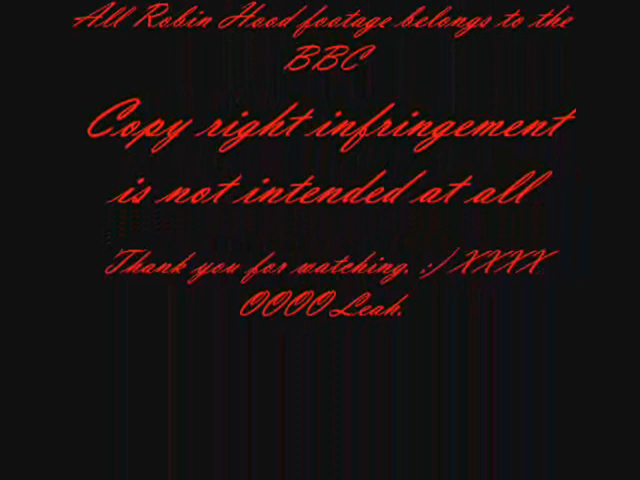 All Robin Hood footage belongs to the
BBC
Copy right infringement
is not intended at all
Thank you for watching. :) XXXX
OOOO Leah.